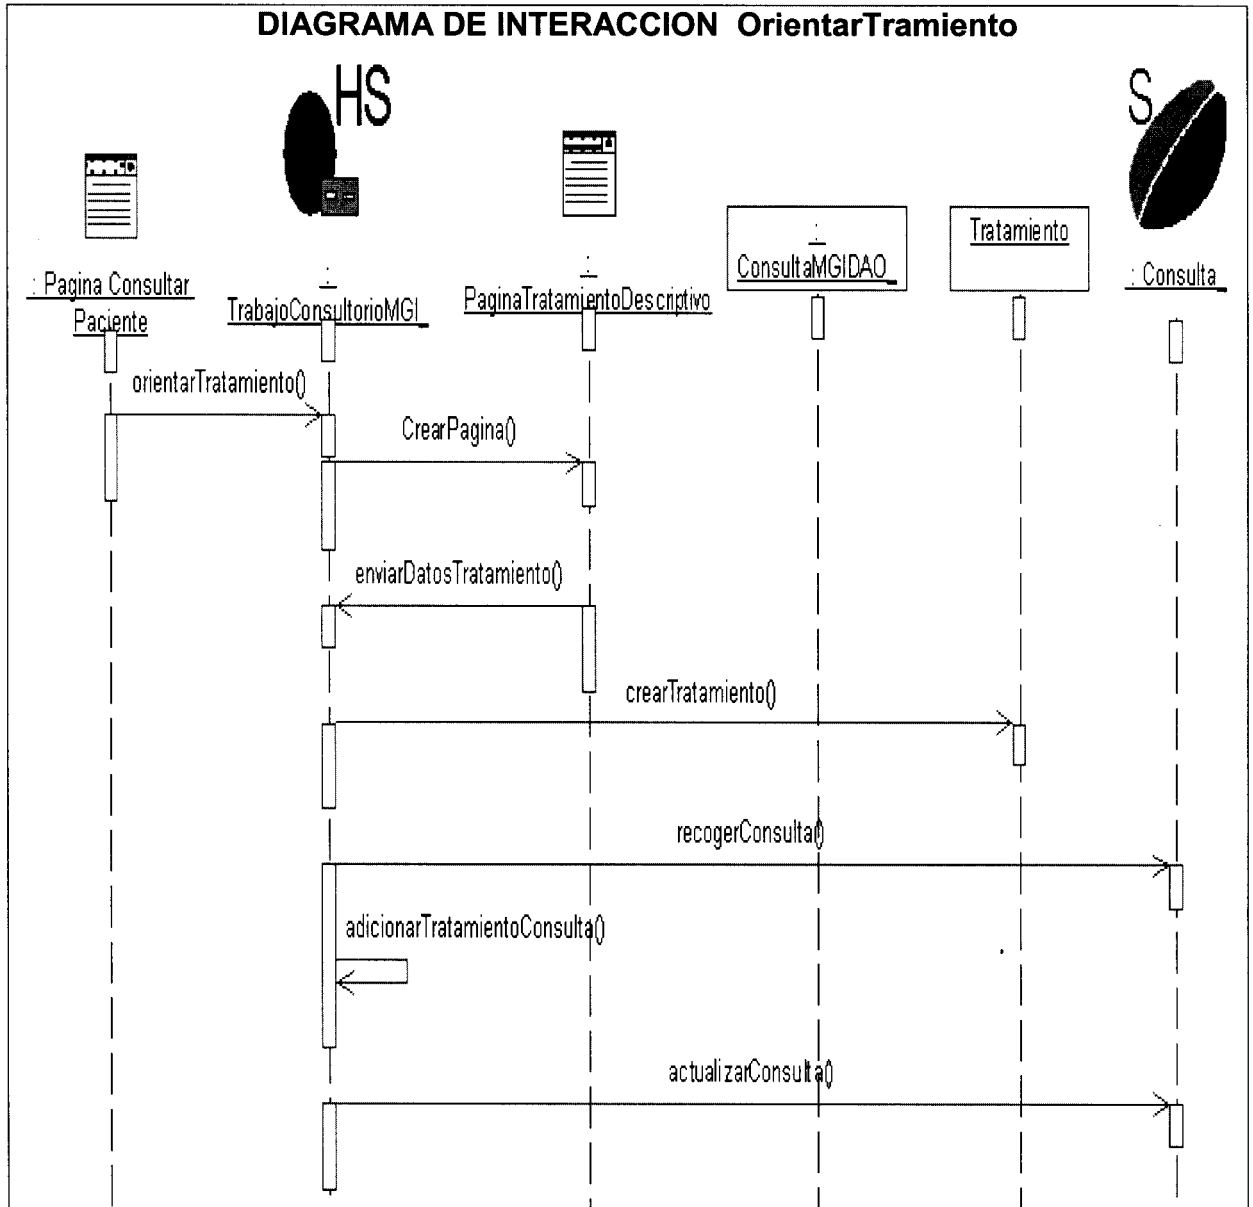 DIAGRAMA DE INTERACCION OrientarTramiento
HS
S
: Pagina Consultar
Paciente
:
TrabajoConsultorioMGI
:
PaginaTratamientoDescriptivo
:
ConsultaMGIDAO
Tratamiento
: Consulta
orientarTratamiento()
CrearPagina()
enviarDatosTratamiento()
crearTratamiento()
recogerConsulta()
adicionarTratamientoConsulta()
actualizarConsulta()